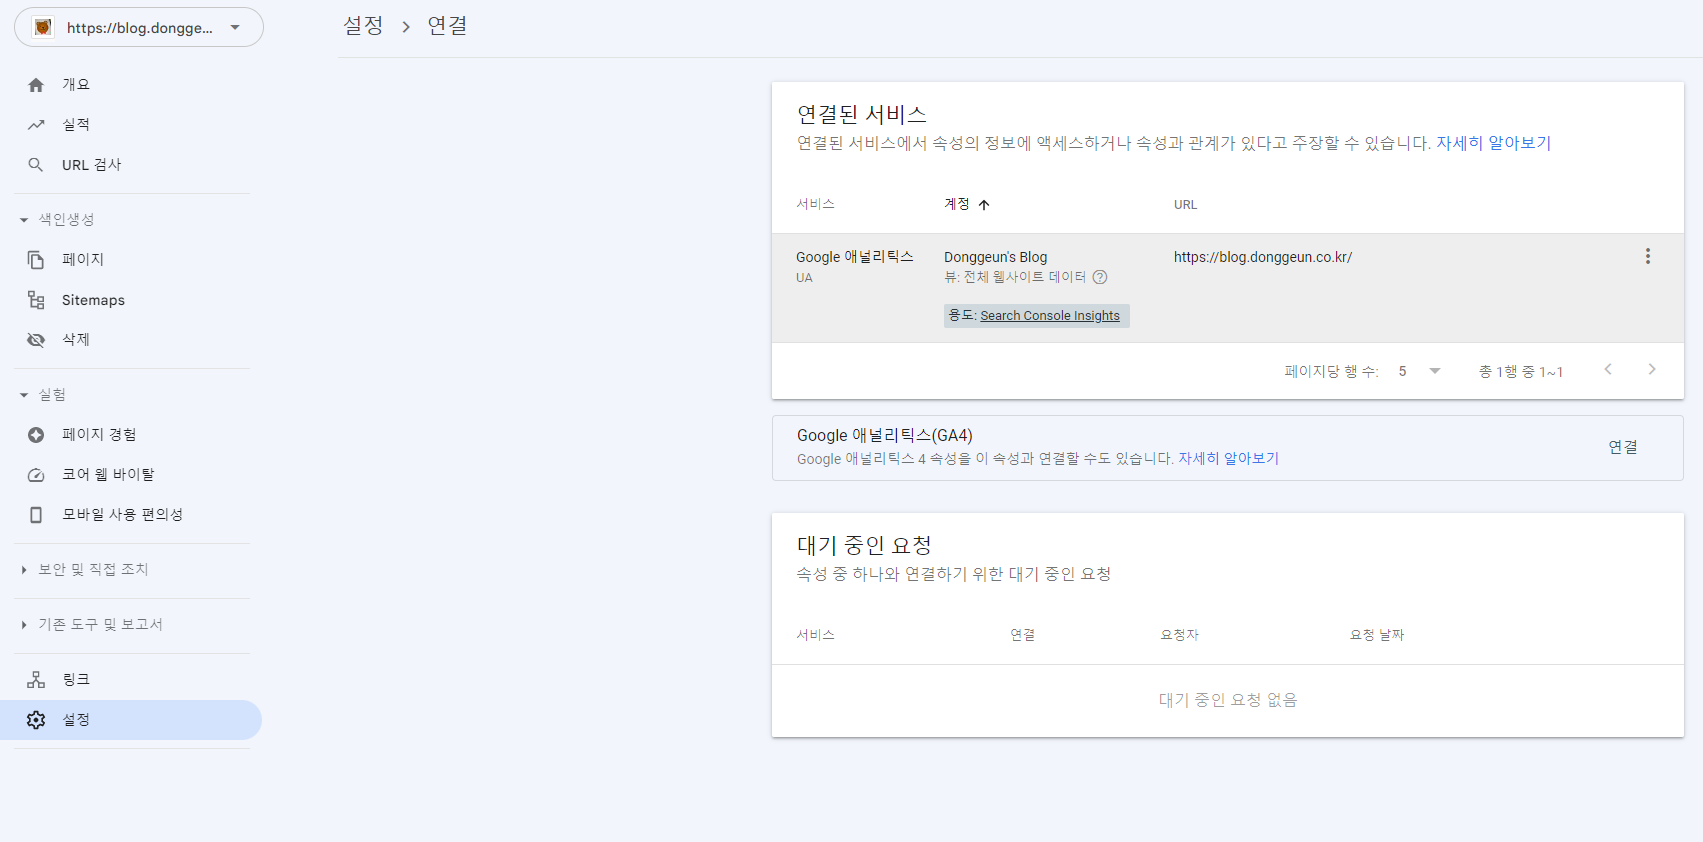 https://blog.dongge...
개요
실적
URL 검사
색인생성
페이지
Sitemaps
삭제
실험
페이지 경험
코어 웹 바이탈
모바일 사용 편의성
보안 및 직접 조치
기존 도구 및 보고서
링크
설정
설정 > 연결
연결된 서비스
연결된 서비스에서 속성의 정보에 액세스하거나 속성과 관계가 있다고 주장할 수 있습니다. 자세히 알아보기
서비스 계정 URL
Google 애널리틱스 Donggeun's Blog https://blog.donggeun.co.kr/
UA 뷰: 전체 웹사이트 데이터
용도: Search Console Insights
페이지당 행 수: 5 총 1행 중 1~1
Google 애널리틱스(GA4)
Google 애널리틱스 4 속성을 이 속성과 연결할 수도 있습니다. 자세히 알아보기
연결
대기 중인 요청
속성 중 하나와 연결하기 위한 대기 중인 요청
서비스 연결 요청자 요청 날짜
대기 중인 요청 없음